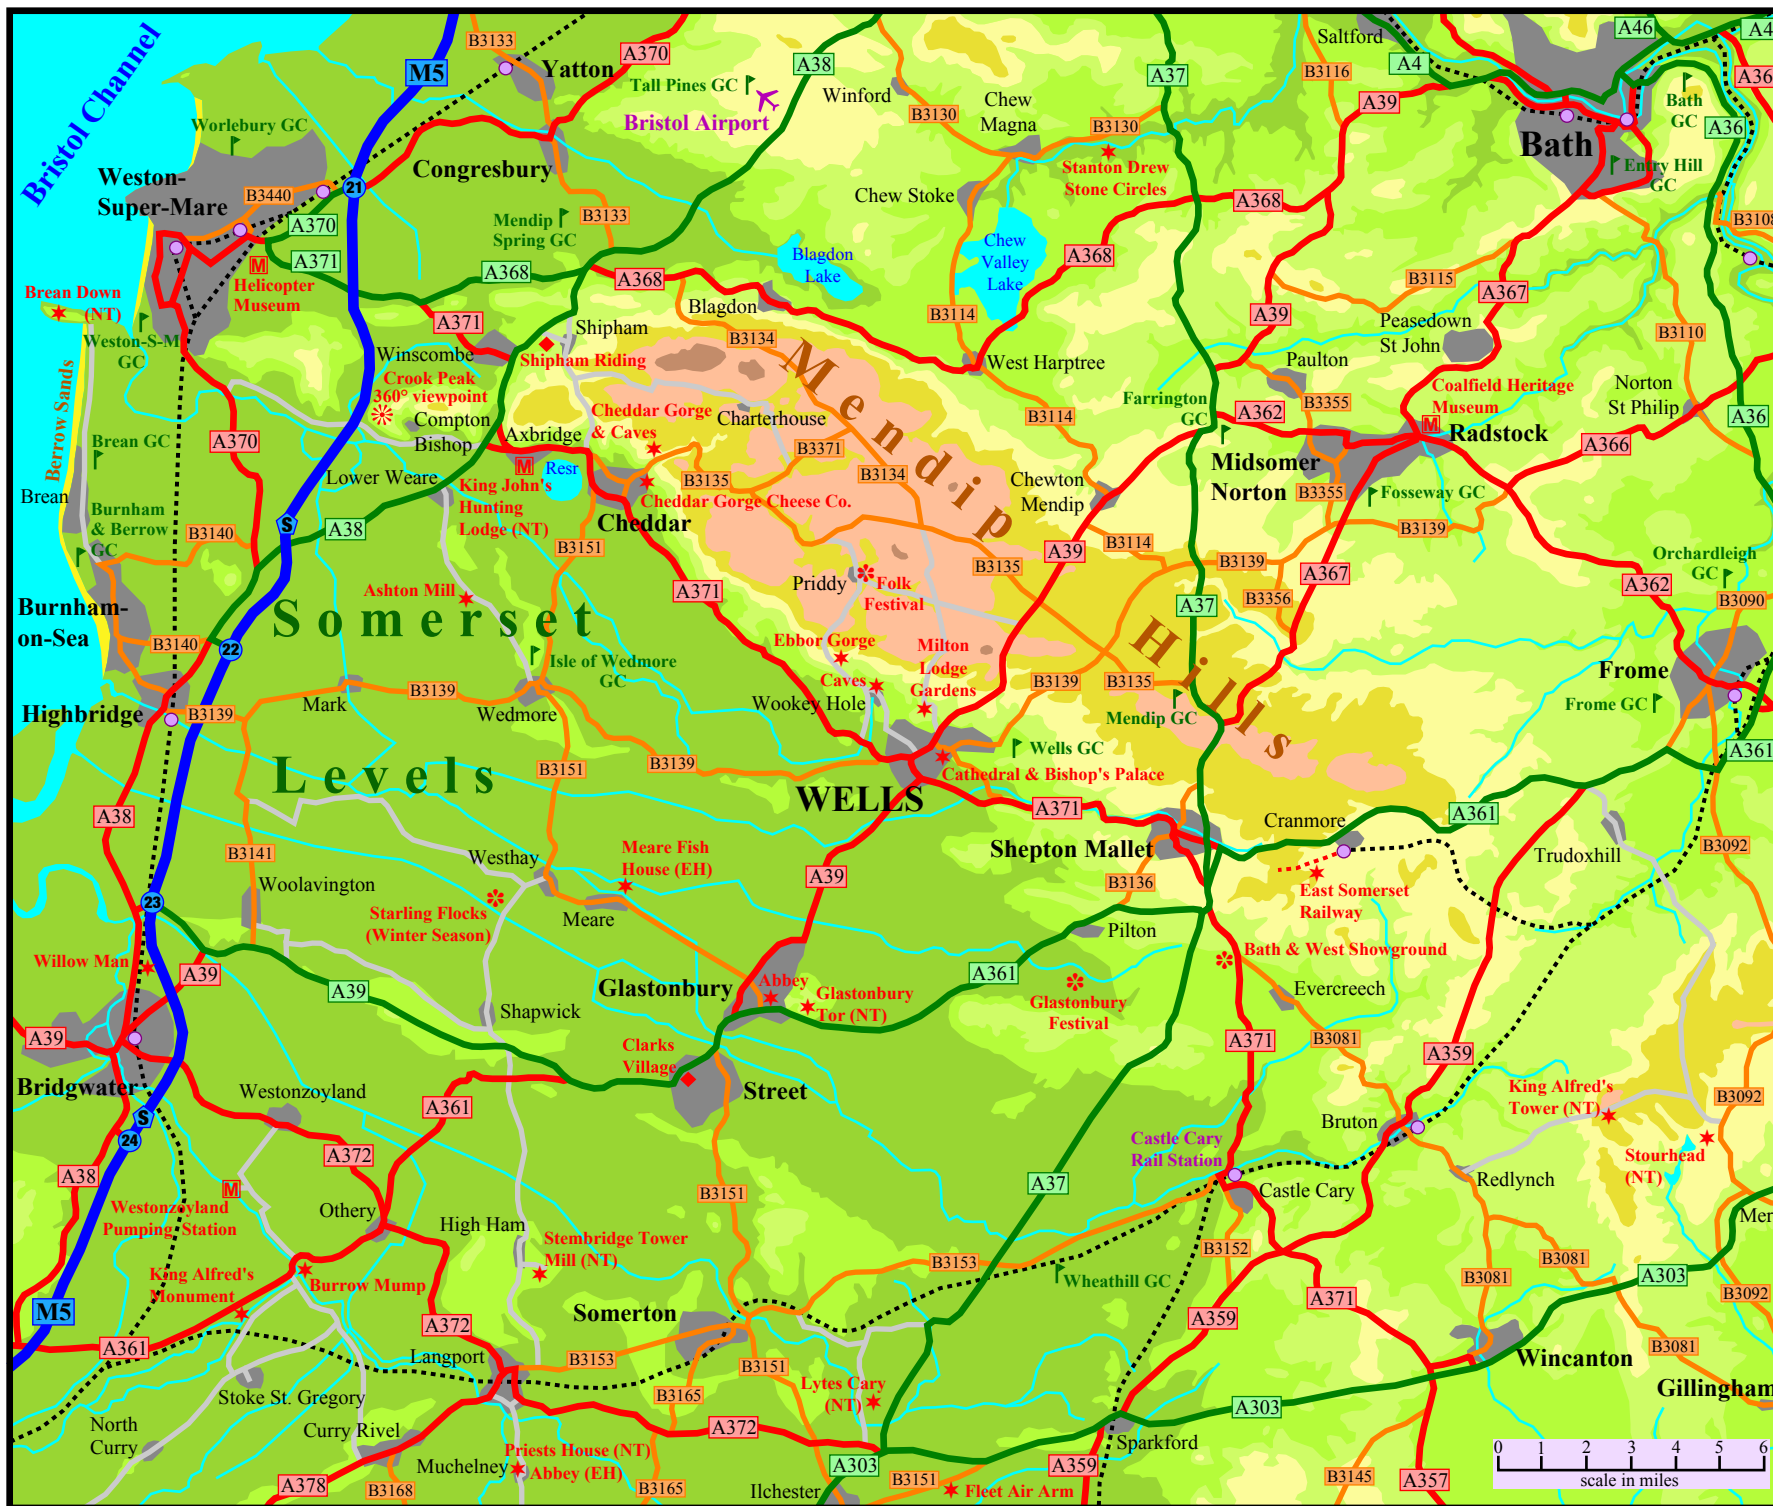 Bristol Channel
M5
B3133
Yatton
A370
A38
Tall Pines GC
Bristol Airport
Winford
B3130
Chew
Magna
B3130
Stanton Drew
Stone Circles
A37
Saltford
B3116
A4
A39
A46
A4
A36
Bath
GC
A36
Bath
Entry Hill
GC
B3108
Worlebury GC
Weston-
Super-Mare
B3440
21
A370
A371
M
Helicopter
Museum
Congresbury
B3133
Mendip
Spring GC
A368
A368
Chew Stoke
Blagdon
Lake
Chew
Valley
Lake
A368
A368
B3114
Blagdon
B3134
West Harptree
A39
B3115
A367
Peasedown
St John
Paulton
B3110
Brean Down
(NT)
Weston-S-M
GC
Berrow Sands
A371
Winscombe
Shipham
Shipham Riding
Crook Peak
360° viewpoint
Compton
Bishop
Cheddar Gorge
& Caves
Axbridge
M
Resr
King John's
Hunting
Lodge (NT)
Charterhouse
B3371
B3135
B3134
Cheddar Gorge Cheese Co.
Cheddar
Mendip
Hills
B3114
Chewton
Mendip
Farrington
GC
A362
B3355
Coalfield Heritage
Museum
M
Radstock
Norton
St Philip
A36
A366
Midsomer
Norton
B3355
Fosseway GC
B3139
A370
Brean GC
Brean
Burnham
& Berrow
GC
B3140
Lower Weare
A38
S
B3151
Ashton Mill
Somerset
Levels
A371
Priddy
Folk
Festival
B3135
A39
B3114
B3139
A367
B3356
A37
Orchardleigh
GC
A362
B3090
Frome
Frome GC
A361
Burnham-
on-Sea
B3140
22
Highbridge
B3139
Mark
B3139
Isle of Wedmore
GC
Wedmore
B3151
B3139
Ebbor Gorge
Caves
Wookey Hole
Milton
Lodge
Gardens
B3139
B3135
Mendip GC
Wells GC
Cathedral & Bishop's Palace
WELLS
A371
Cranmore
A361
Shepton Mallet
B3136
East Somerset
Railway
Trudoxhill
B3092
A38
B3141
Woolavington
Westhay
Meare Fish
House (EH)
Starling Flocks
(Winter Season)
Meare
A39
23
Willow Man
A39
A39
Shapwick
Glastonbury
Abbey
Glastonbury
Tor (NT)
A361
Pilton
Glastonbury
Festival
Bath & West Showground
Evercreech
A371
B3081
A359
A39
Bridgwater
S
24
Westonzoyland
A361
Clarks
Village
Street
A372
A38
M
Westonzoyland
Pumping Station
Othery
High Ham
B3151
A37
Castle Cary
Rail Station
Castle Cary
Bruton
King Alfred's
Tower (NT)
B3092
Stourhead
(NT)
Redlynch
Mer
Stembridge Tower
Mill (NT)
King Alfred's
Monument
Burrow Mump
B3153
Wheathill GC
B3152
B3081
B3081
A303
B3092
M5
A361
A372
Langport
Somerton
B3153
B3151
A359
A371
Wincanton
B3081
Gillingham
Stoke St. Gregory
North
Curry
Curry Rivel
B3165
Lytes Cary
(NT)
A372
A303
Sparkford
Muchelney
Priests House (NT)
Abbey (EH)
A378
B3168
B3165
Ilchester
A303
B3151
Fleet Air Arm
A359
B3145
A357
0 1 2 3 4 5 6
scale in miles